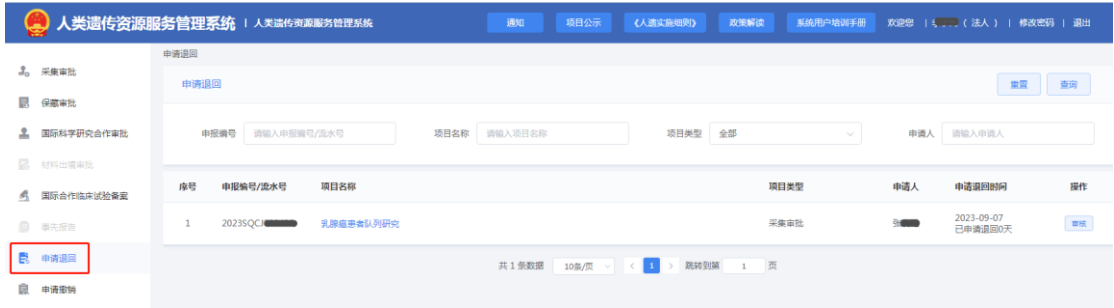 人类遗传资源服务管理系统 | 人类遗传资源服务管理系统
通知 项目公示 《人遗实施细则》 政策解读 系统用户培训手册 欢迎您 | （法人） | 修改密码 | 退出
采集审批
保藏审批
国际科学研究合作审批
材料出境审批
国际合作临床试验备案
事先报告
申请退回
申请撤销
申请退回
申请退回 重置 查询
申报编号 请输入申报编号/流水号 项目名称 请输入项目名称 项目类型 全部 申请人 请输入申请人
序号 申报编号/流水号 项目名称 项目类型 申请人 申请退回时间 操作
1 2023SQCJ 乳腺癌患者队列研究 采集审批 张 2023-09-07 审核
已申请退回0天
共 1 条数据 10条/页 < 1 > 跳转到第 1 页